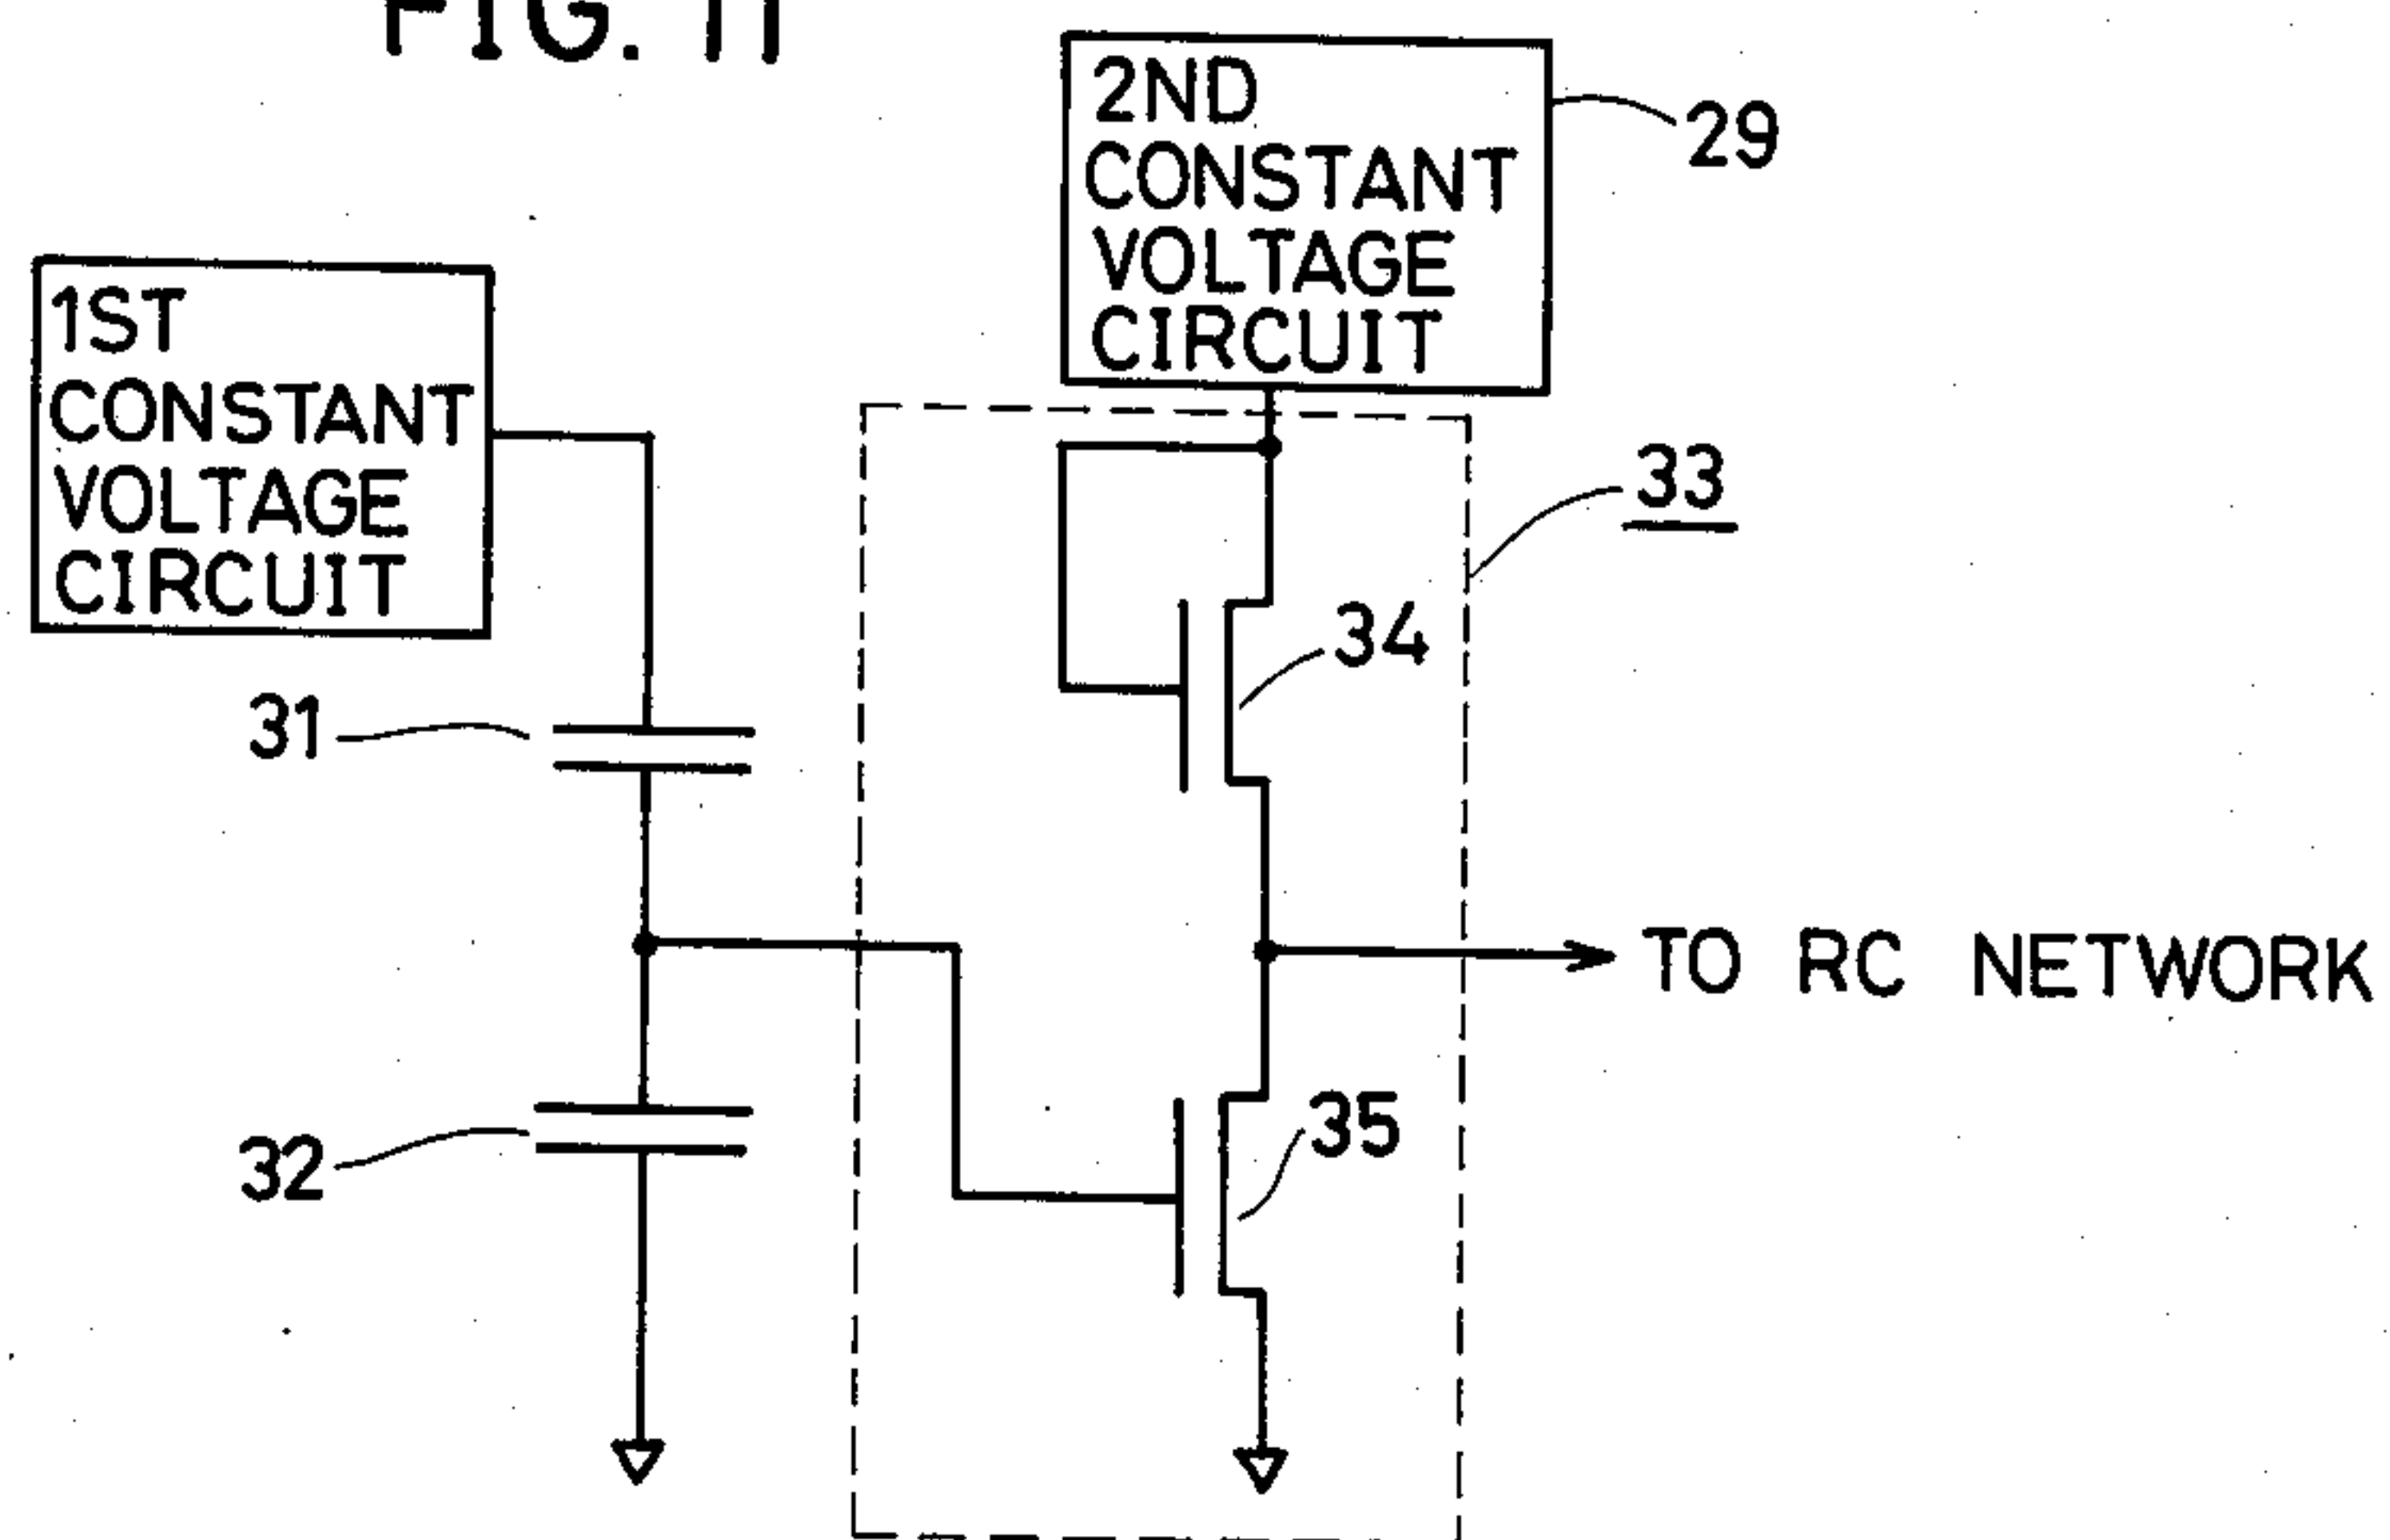 FIG. 11
2ND
CONSTANT
VOLTAGE
CIRCUIT
29
1ST
CONSTANT
VOLTAGE
CIRCUIT
33
34
31
TO RC NETWORK
35
32